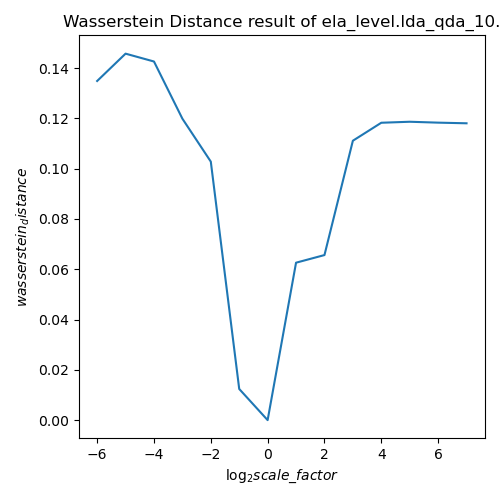 Wasserstein Distance result of ela_level.lda_qda_10.
0.14
0.12
0.10
0.08
0.06
0.04
0.02
0.00
wasserstein_distance
−6 −4 −2 0 2 4 6
log₂scale_factor